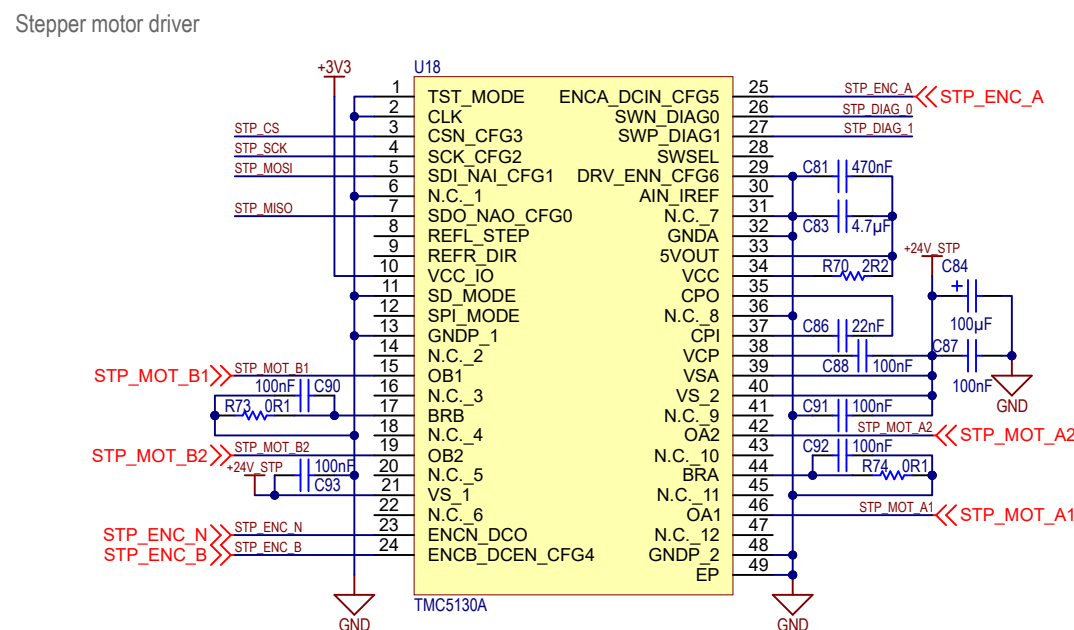 Stepper motor driver
+3V3
U18
1 TST_MODE ENCA_DCIN_CFG5 25 STP_ENC_A STP_ENC_A
2 CLK SWN_DIAG0 26 STP_DIAG_0
STP_CS 3 CSN_CFG3 SWP_DIAG1 27 STP_DIAG_1
STP_SCK 4 SCK_CFG2 SWSEL 28
STP_MOSI 5 SDI_NAI_CFG1 DRV_ENN_CFG6 29 C81 470nF
6 N.C._1 AIN_IREF 30
STP_MISO 7 SDO_NAO_CFG0 N.C._7 31
8 REFL_STEP GNDA 32 C83 4.7µF
9 REFR_DIR 5VOUT 33 +24V_STP
10 VCC_IO VCC 34 R70 2R2 C84
11 SD_MODE CPO 35 +
12 SPI_MODE N.C._8 36 100µF
13 GNDP_1 CPI 37 C86 22nF
14 N.C._2 VCP 38 C87
STP_MOT_B1 STP_MOT_B1 15 OB1 VSA 39 C88 100nF 100nF
100nF C90 16 N.C._3 VS_2 40 GND
R73 0R1 17 BRB N.C._9 41 C91 100nF
18 N.C._4 OA2 42 STP_MOT_A2 STP_MOT_A2
STP_MOT_B2 STP_MOT_B2 19 OB2 N.C._10 43 C92 100nF
+24V_STP 100nF 20 N.C._5 BRA 44 R74 0R1
C93 21 VS_1 N.C._11 45
22 N.C._6 OA1 46 STP_MOT_A1 STP_MOT_A1
STP_ENC_N STP_ENC_N 23 ENCN_DCO N.C._12 47
STP_ENC_B STP_ENC_B 24 ENCB_DCEN_CFG4 GNDP_2 48
EP 49
TMC5130A
GND
GND